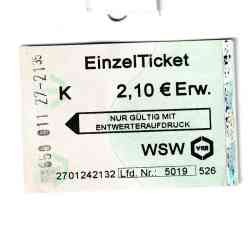 EinzelTicket
K 2,10 € Erw.
NUR GÜLTIG MIT
ENTWERTERAUFDRUCK
WSW VRR
2701242132 Lfd. Nr.: 5019 526